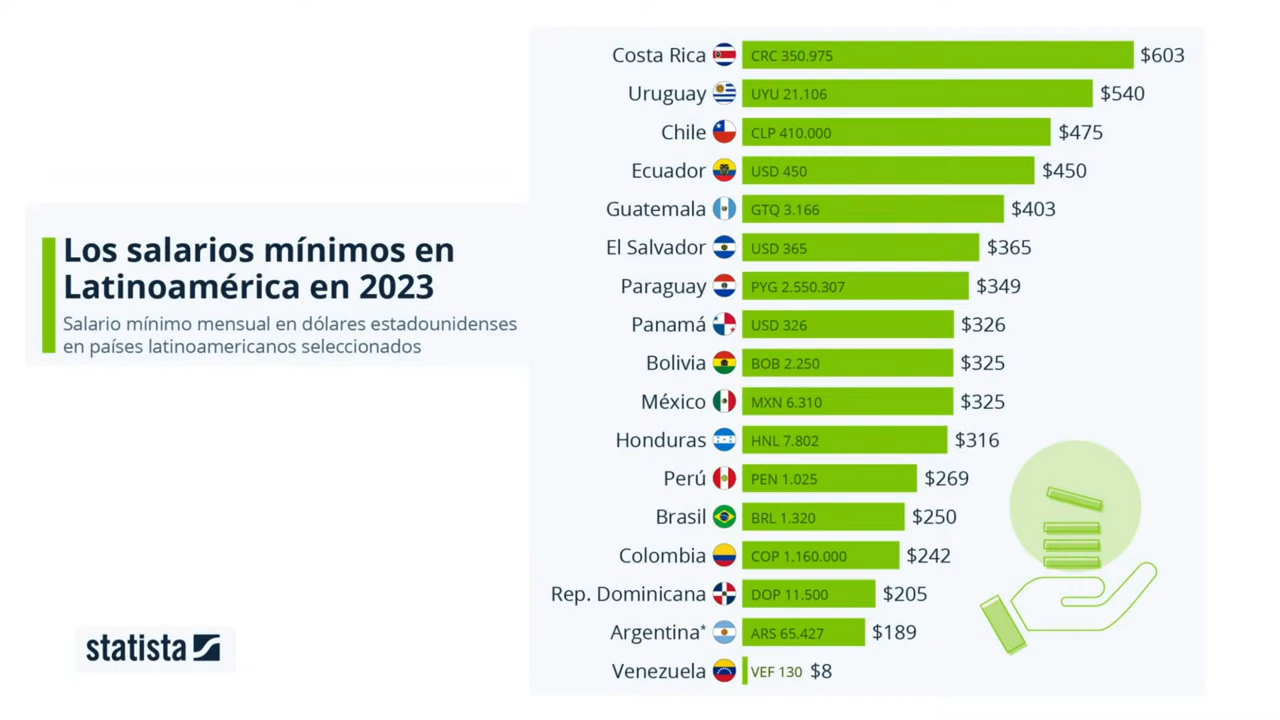 Los salarios mínimos en
Latinoamérica en 2023
Salario mínimo mensual en dólares estadounidenses
en países latinoamericanos seleccionados
Costa Rica CRC 350.975 $603
Uruguay UYU 21.106 $540
Chile CLP 410.000 $475
Ecuador USD 450 $450
Guatemala GTQ 3.166 $403
El Salvador USD 365 $365
Paraguay PYG 2.550.307 $349
Panamá USD 326 $326
Bolivia BOB 2.250 $325
México MXN 6.310 $325
Honduras HNL 7.802 $316
Perú PEN 1.025 $269
Brasil BRL 1.320 $250
Colombia COP 1.160.000 $242
Rep. Dominicana DOP 11.500 $205
Argentina* ARS 65.427 $189
Venezuela VEF 130 $8
statista